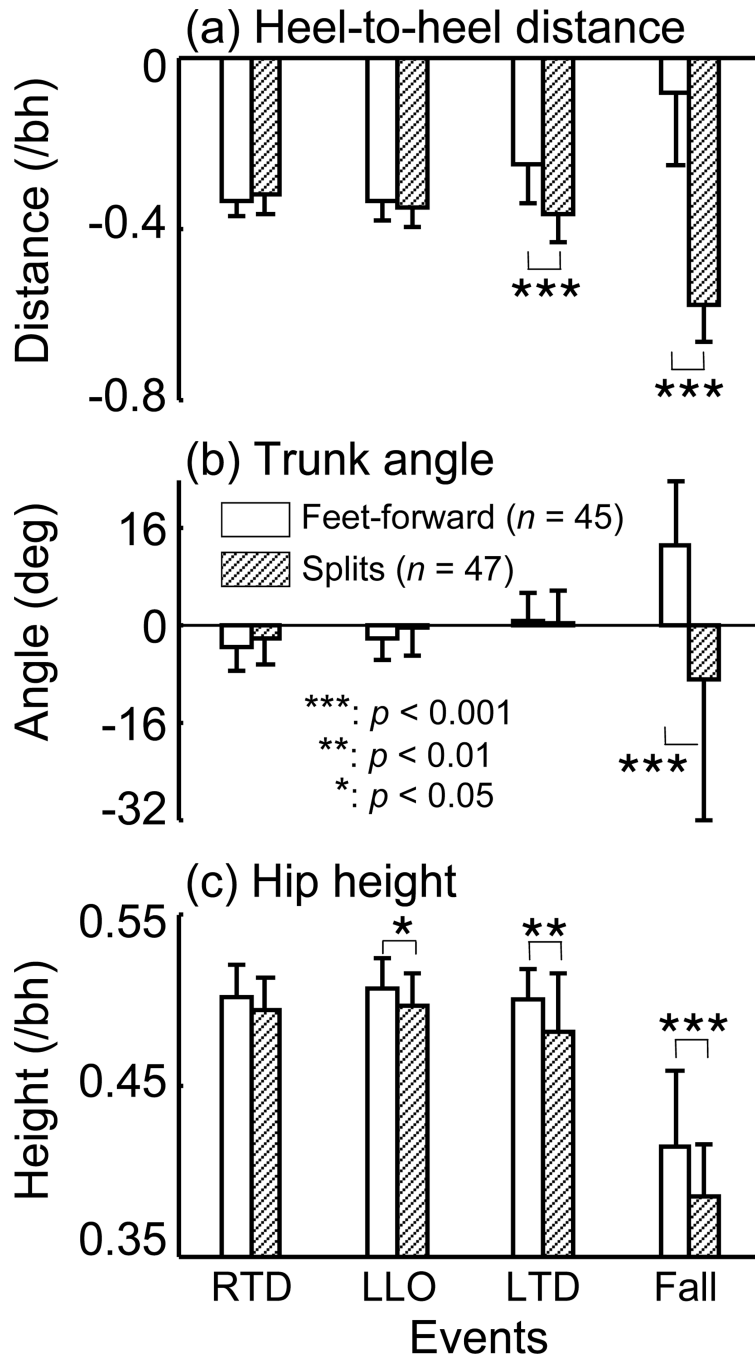 (a) Heel-to-heel distance
0
-0.4
-0.8
Distance (/bh)
***
***
(b) Trunk angle
16
0
-16
-32
Angle (deg)
Feet-forward (n = 45)
Splits (n = 47)
***: p < 0.001
**: p < 0.01
*: p < 0.05
***
(c) Hip height
0.55
0.45
0.35
Height (/bh)
*
**
***
RTD LLO LTD Fall
Events